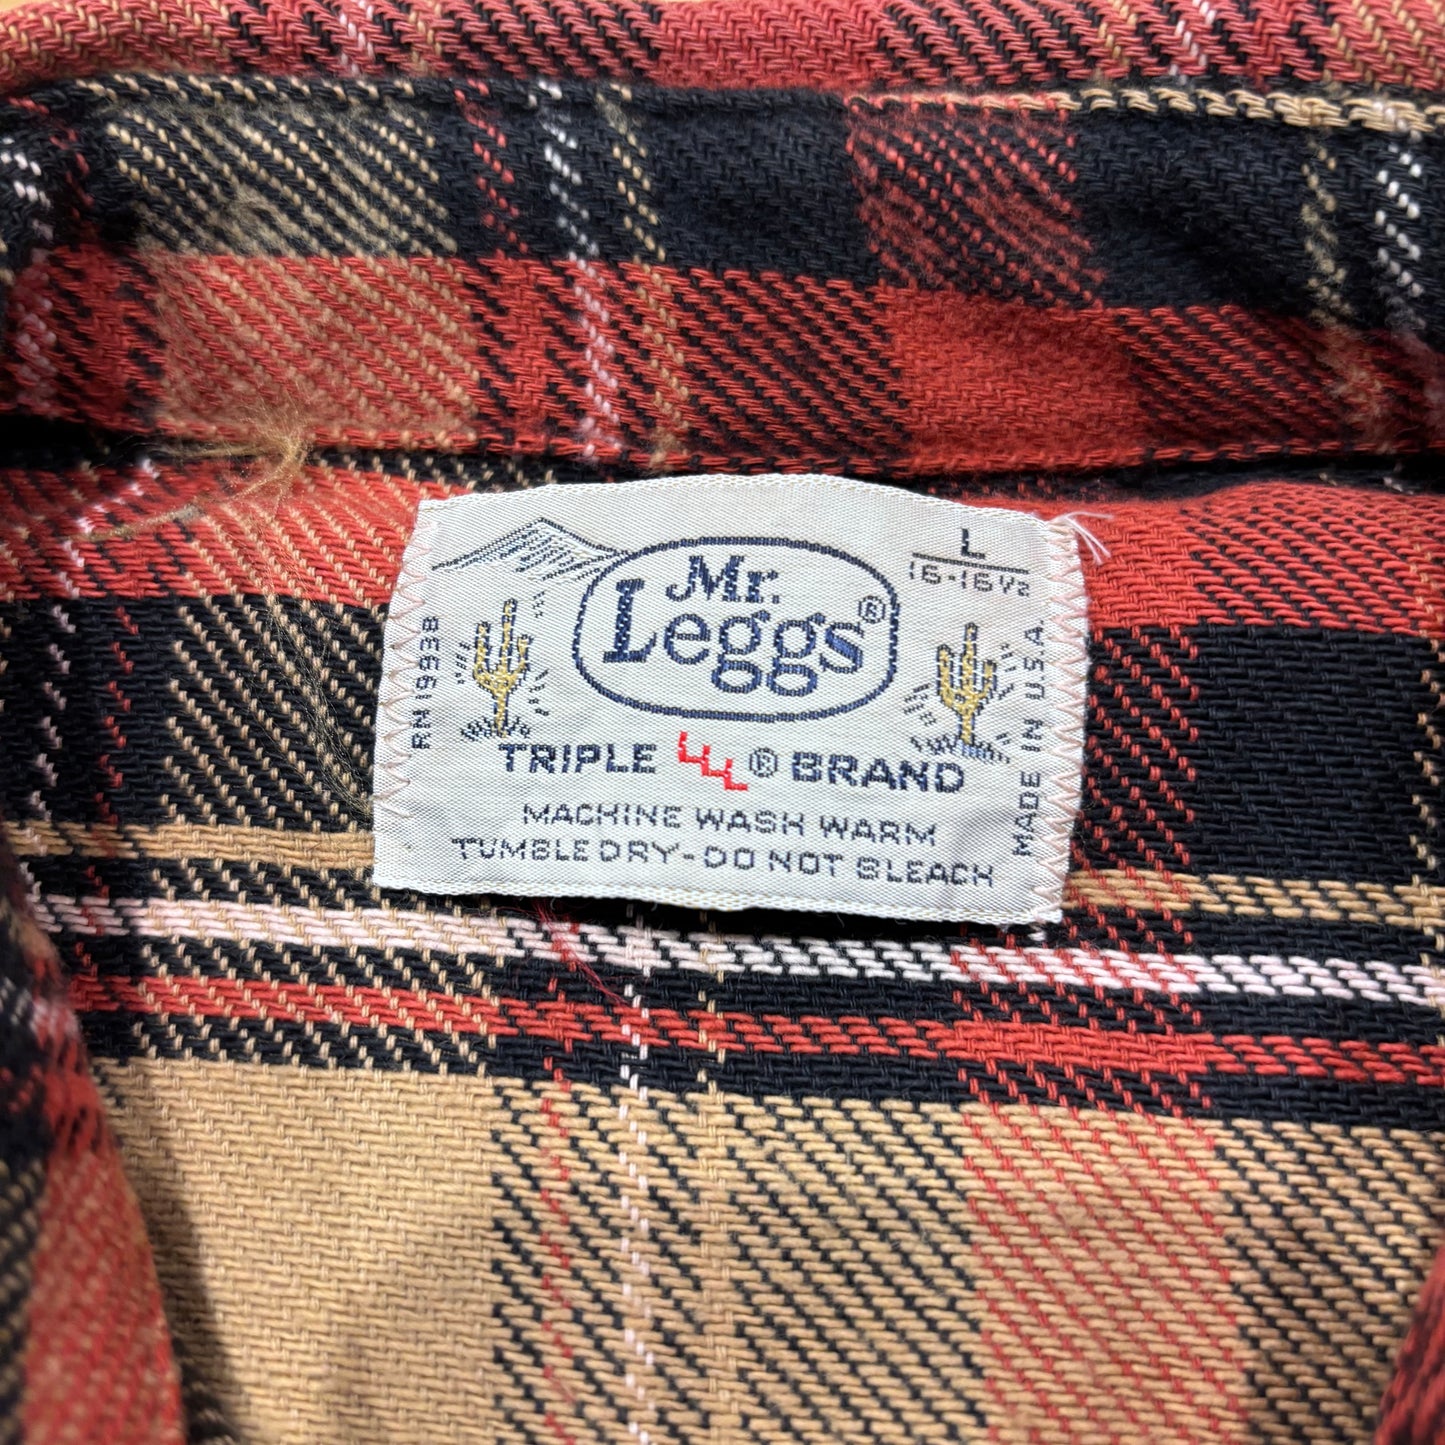 Mr.
Leggs®
L
16-16½
RN 19938
TRIPLE LLL® BRAND
MADE IN U.S.A.
MACHINE WASH WARM
TUMBLE DRY-DO NOT BLEACH